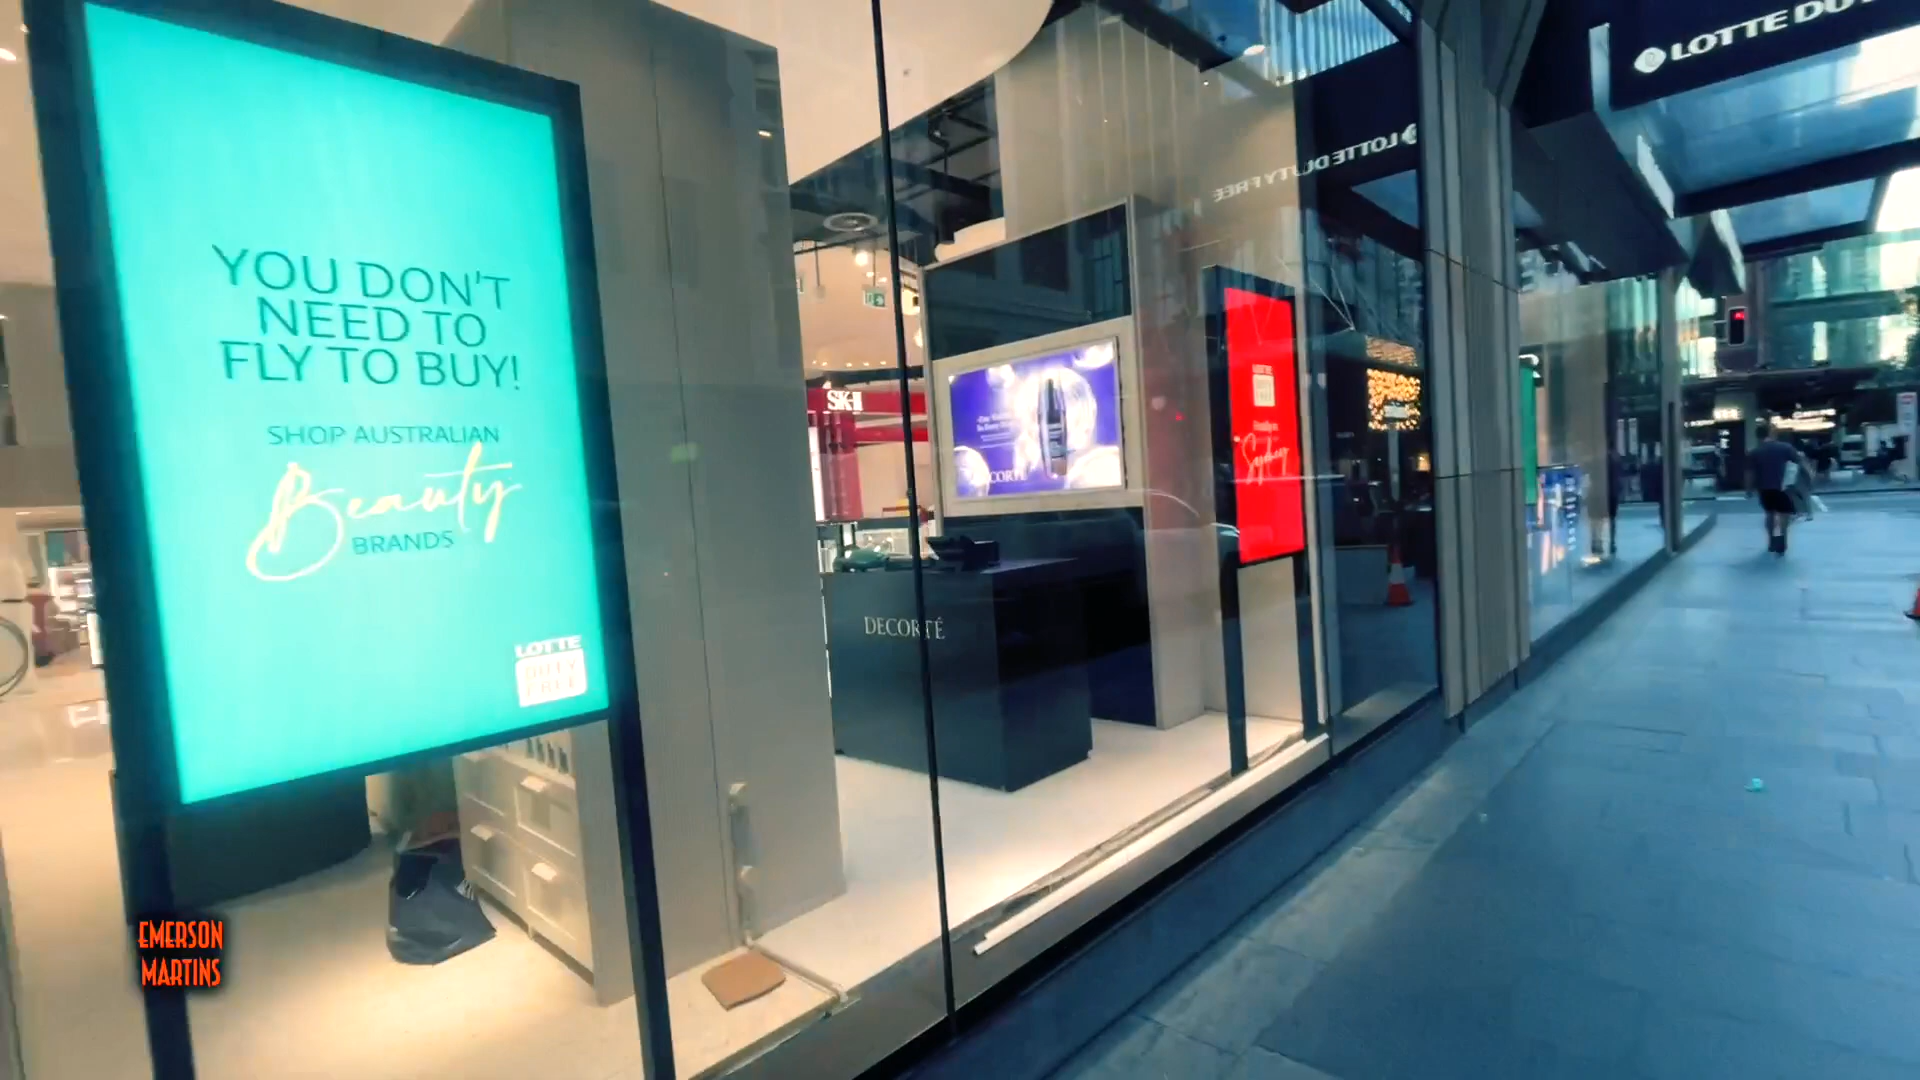 YOU DON'T
NEED TO
FLY TO BUY!
SHOP AUSTRALIAN
Beauty
BRANDS
LOTTE
DUTY
FREE
EMERSON
MARTINS
SK-II
DECORTÉ
Sydney
LOTTE DUTY FREE
LOTTE DU